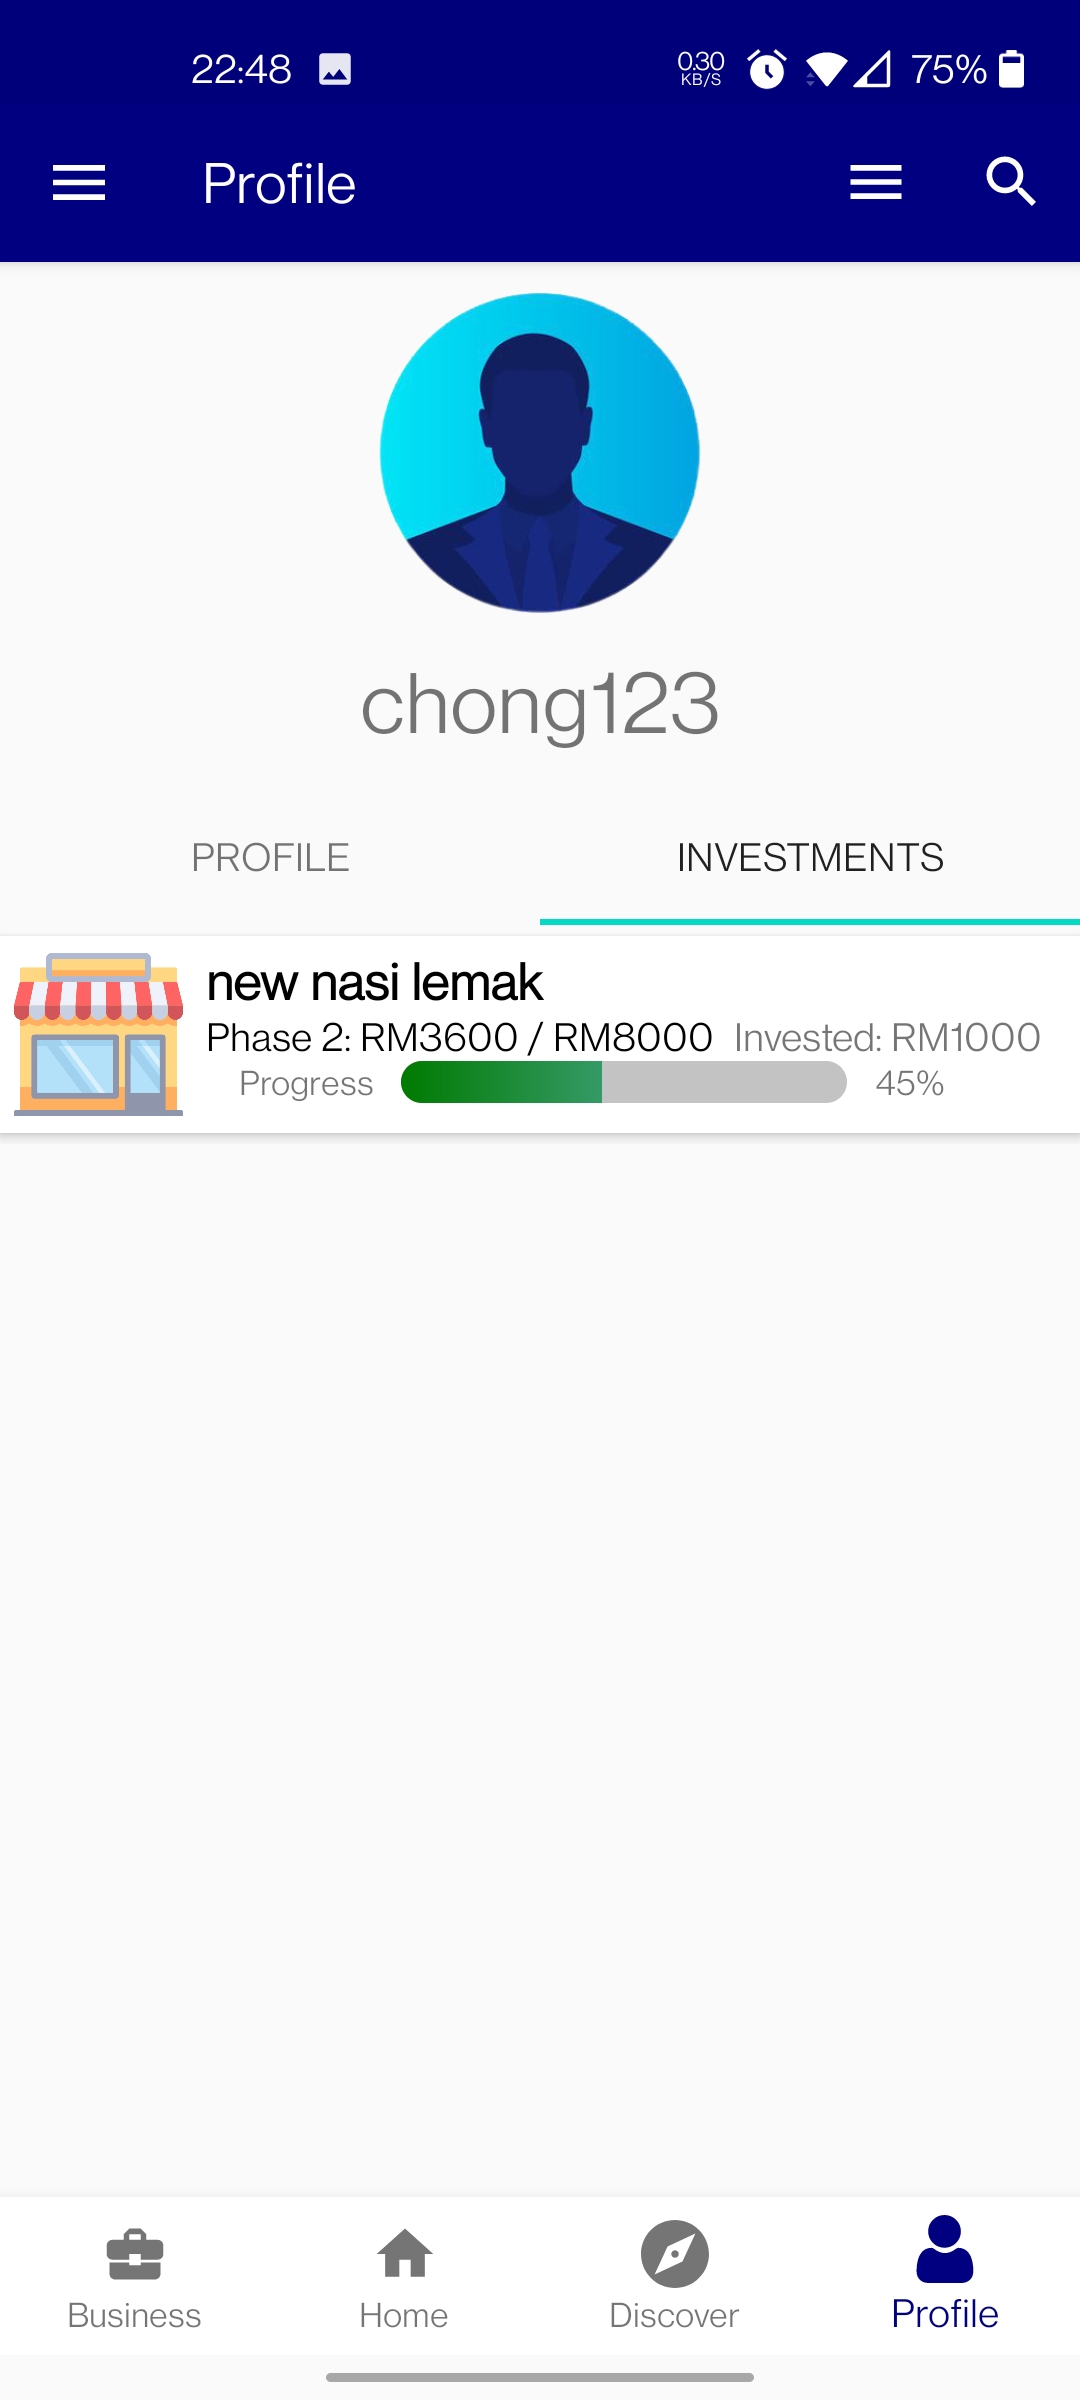 22:48 0.30 KB/S 75%
Profile
chong123
PROFILE INVESTMENTS
new nasi lemak
Phase 2: RM3600 / RM8000 Invested: RM1000
Progress 45%
Business Home Discover Profile